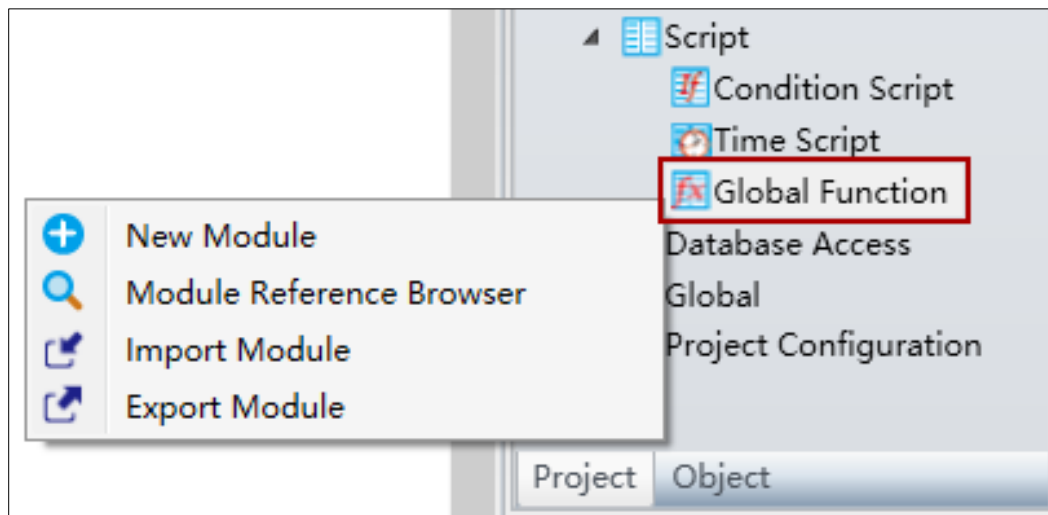 Script
Condition Script
Time Script
Global Function
Database Access
Global
Project Configuration
New Module
Module Reference Browser
Import Module
Export Module
Project
Object